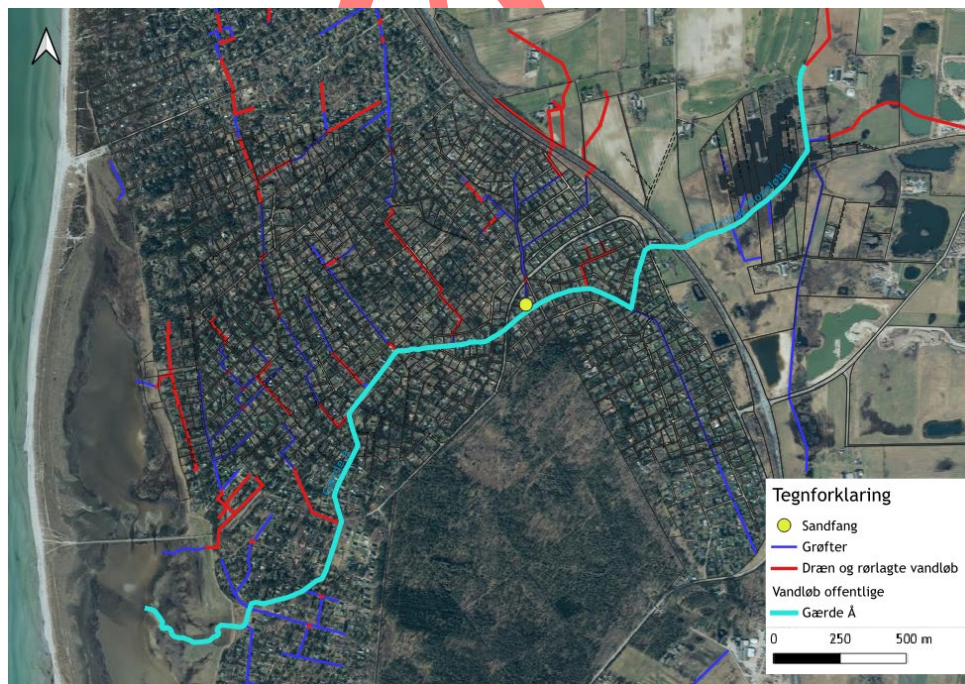 Tegnforklaring
Sandfang
Grøfter
Dræn og rørlagte vandløb
Vandløb offentlige
Gærde Å
0 250 500 m